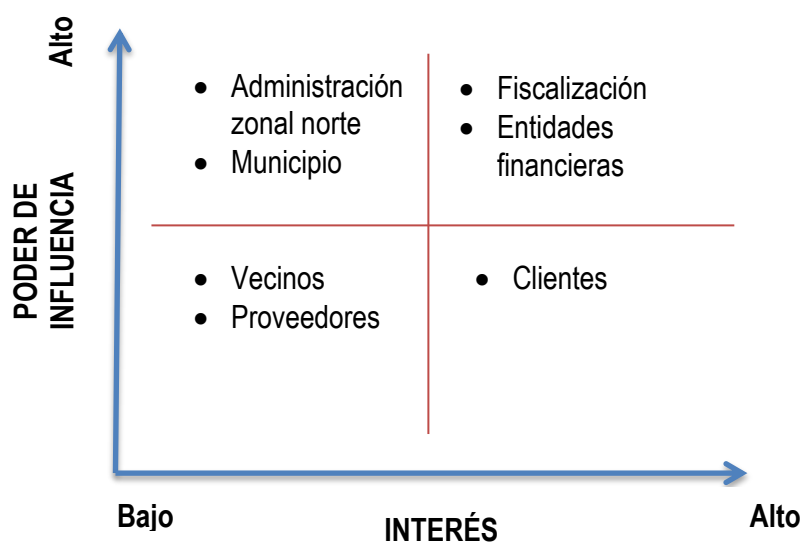 Alto
PODER DE
INFLUENCIA
• Administración
zonal norte
• Municipio
• Fiscalización
• Entidades
financieras
• Vecinos
• Proveedores
• Clientes
Bajo
INTERÉS
Alto